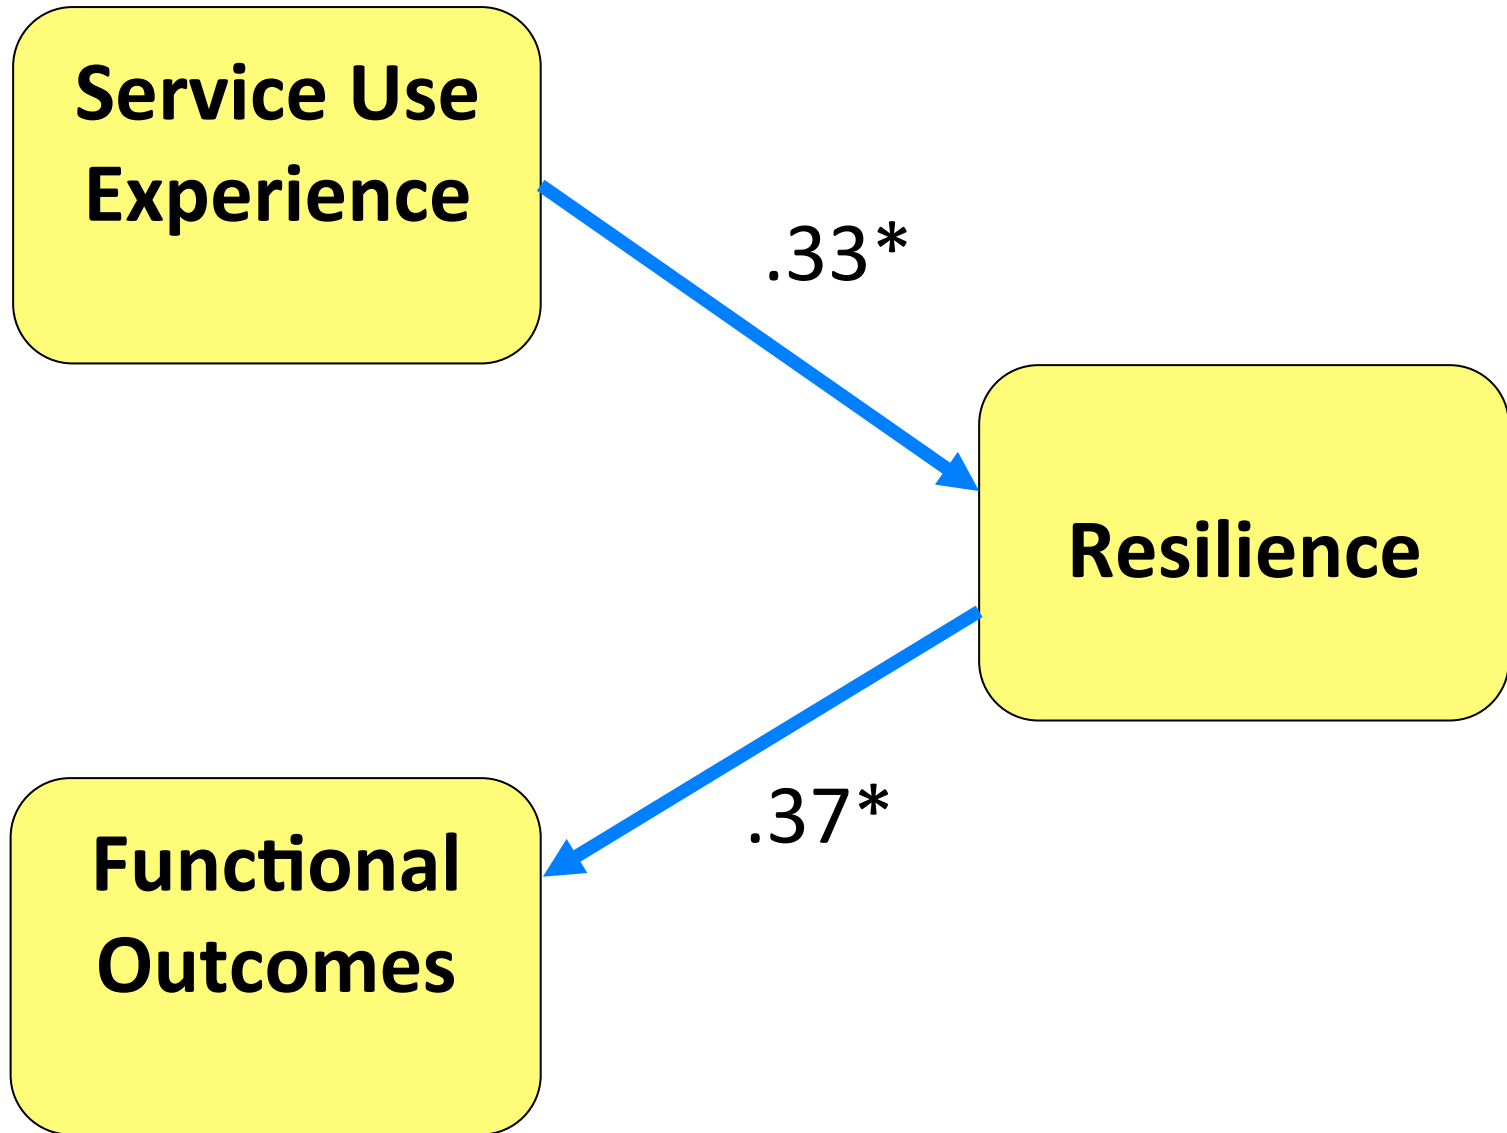 Service Use
Experience
.33*
Resilience
.37*
Functional
Outcomes